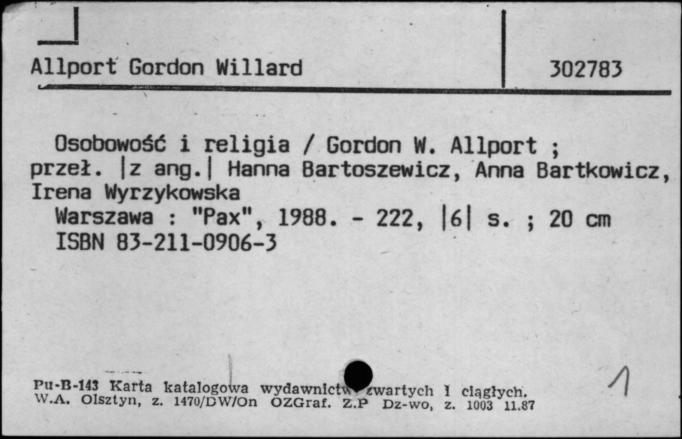 Allport Gordon Willard 302783
Osobowość i religia / Gordon W. Allport ;
przeł. |z ang.| Hanna Bartoszewicz, Anna Bartkowicz,
Irena Wyrzykowska
Warszawa : "Pax", 1988. - 222, |6| s. ; 20 cm
ISBN 83-211-0906-3
Pu-B-143 Karta katalogowa wydawnictw zwartych i ciągłych.
W.A. Olsztyn, z. 1470/DW/On OZGraf. Z.P Dz-wo, z. 1003 11.87
1